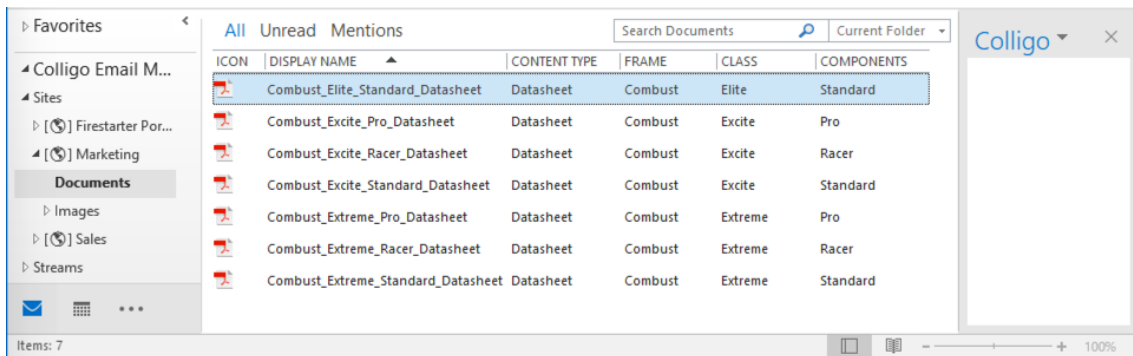 Favorites
Colligo Email M...
Sites
[ ] Firestarter Por...
[ ] Marketing
Documents
Images
[ ] Sales
Streams
All Unread Mentions
Search Documents
Current Folder
ICON DISPLAY NAME CONTENT TYPE FRAME CLASS COMPONENTS
Combust_Elite_Standard_Datasheet Datasheet Combust Elite Standard
Combust_Excite_Pro_Datasheet Datasheet Combust Excite Pro
Combust_Excite_Racer_Datasheet Datasheet Combust Excite Racer
Combust_Excite_Standard_Datasheet Datasheet Combust Excite Standard
Combust_Extreme_Pro_Datasheet Datasheet Combust Extreme Pro
Combust_Extreme_Racer_Datasheet Datasheet Combust Extreme Racer
Combust_Extreme_Standard_Datasheet Datasheet Combust Extreme Standard
Colligo
Items: 7
100%